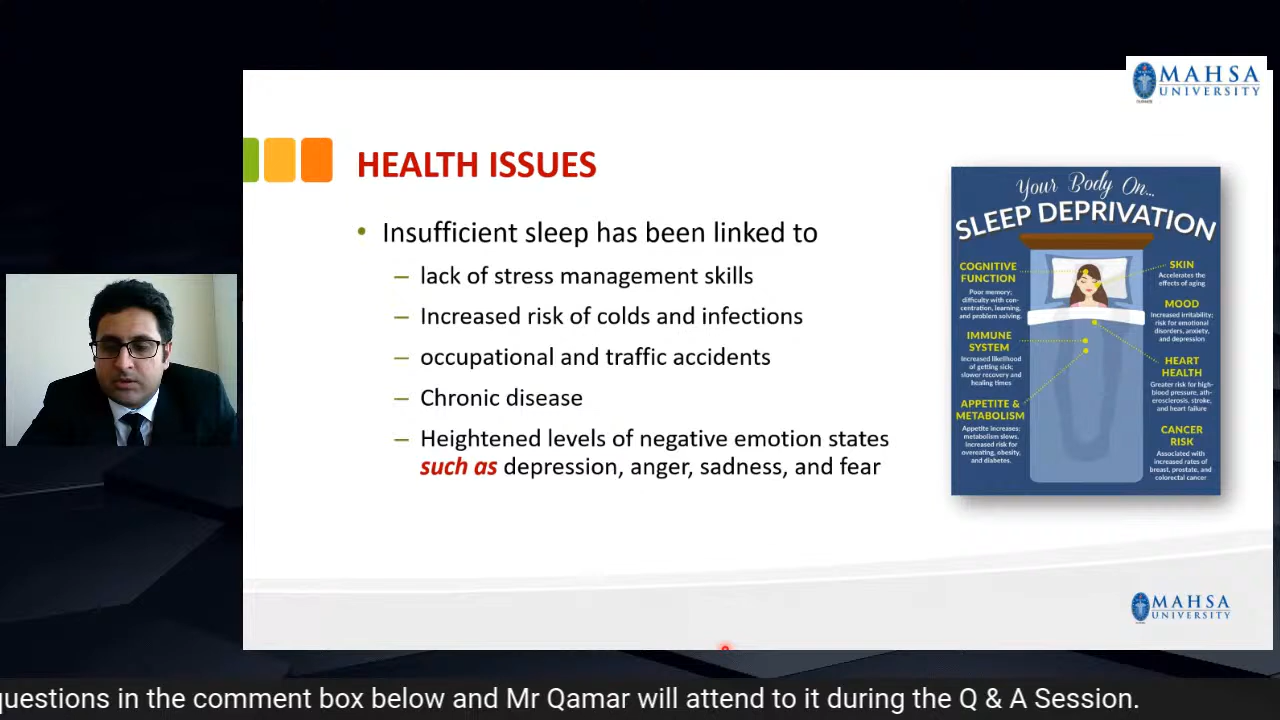 MAHSA
UNIVERSITY
HEALTH ISSUES
• Insufficient sleep has been linked to
– lack of stress management skills
– Increased risk of colds and infections
– occupational and traffic accidents
– Chronic disease
– Heightened levels of negative emotion states
such as depression, anger, sadness, and fear
Your Body On...
SLEEP DEPRIVATION
COGNITIVE
FUNCTION
Poor memory;
difficulty with con-
centration, learning,
and problem solving.
IMMUNE
SYSTEM
Increased likelihood
of getting sick;
slower recovery and
healing times
APPETITE &
METABOLISM
Appetite increases;
metabolism slows.
Increased risk for
overeating, obesity,
and diabetes.
SKIN
Accelerates the
effects of aging
MOOD
Increased irritability;
risk for emotional
disorders, anxiety,
and depression
HEART
HEALTH
Greater risk for high-
blood pressure, ath-
erosclerosis, stroke,
and heart failure
CANCER
RISK
Associated with
increased rates of
breast, prostate, and
colorectal cancer
MAHSA
UNIVERSITY
questions in the comment box below and Mr Qamar will attend to it during the Q & A Session.